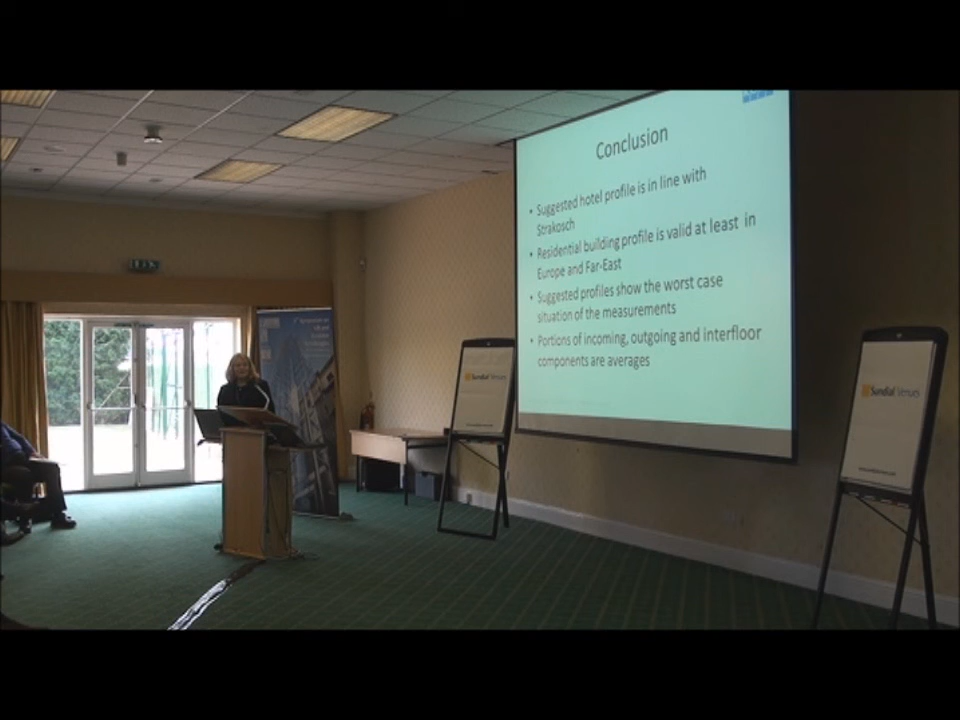 Conclusion
• Suggested hotel profile is in line with
Strakosch
• Residential building profile is valid at least in
Europe and Far-East
• Suggested profiles show the worst case
situation of the measurements
• Portions of incoming, outgoing and interfloor
components are averages
Sundial Venues
Sundial Venues